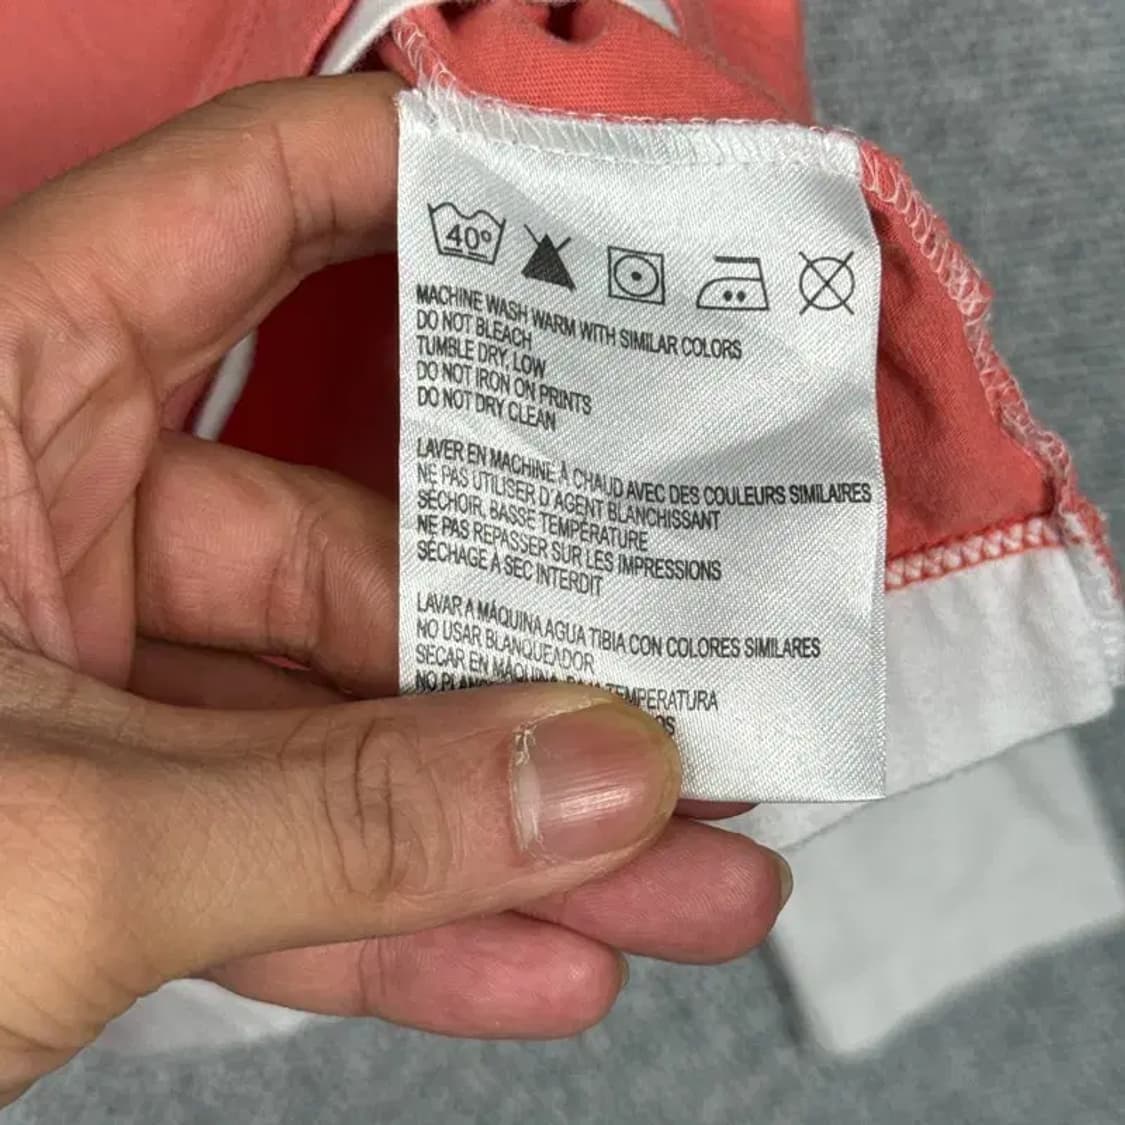 40°
MACHINE WASH WARM WITH SIMILAR COLORS
DO NOT BLEACH
TUMBLE DRY, LOW
DO NOT IRON ON PRINTS
DO NOT DRY CLEAN
LAVER EN MACHINE À CHAUD AVEC DES COULEURS SIMILAIRES
NE PAS UTILISER D'AGENT BLANCHISSANT
SÉCHOIR, BASSE TEMPÉRATURE
NE PAS REPASSER SUR LES IMPRESSIONS
SÉCHAGE À SEC INTERDIT
LAVAR A MÁQUINA AGUA TIBIA CON COLORES SIMILARES
NO USAR BLANQUEADOR
SECAR EN MÁQUINA, TEMPERATURA
NO